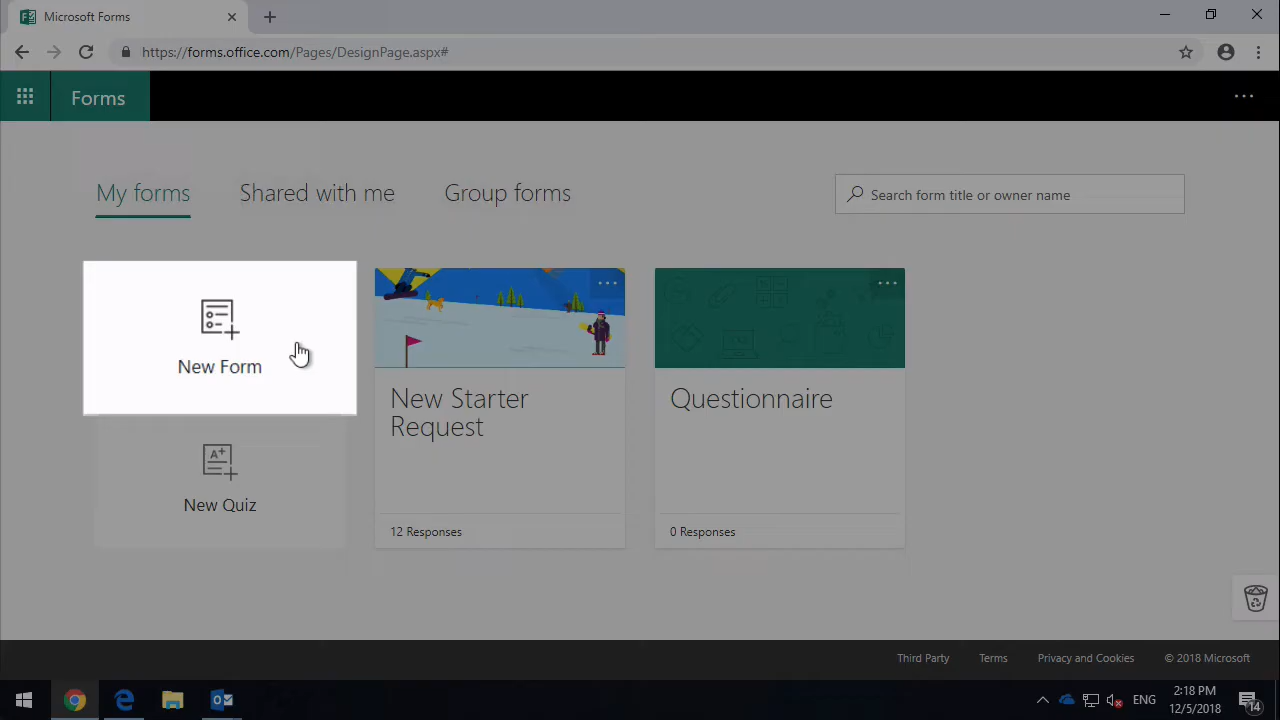 Microsoft Forms
https://forms.office.com/Pages/DesignPage.aspx#
Forms
My forms
Shared with me
Group forms
Search form title or owner name
New Form
A+
New Quiz
New Starter
Request
12 Responses
Questionnaire
0 Responses
Third Party
Terms
Privacy and Cookies
© 2018 Microsoft
ENG
2:18 PM
12/5/2018
14